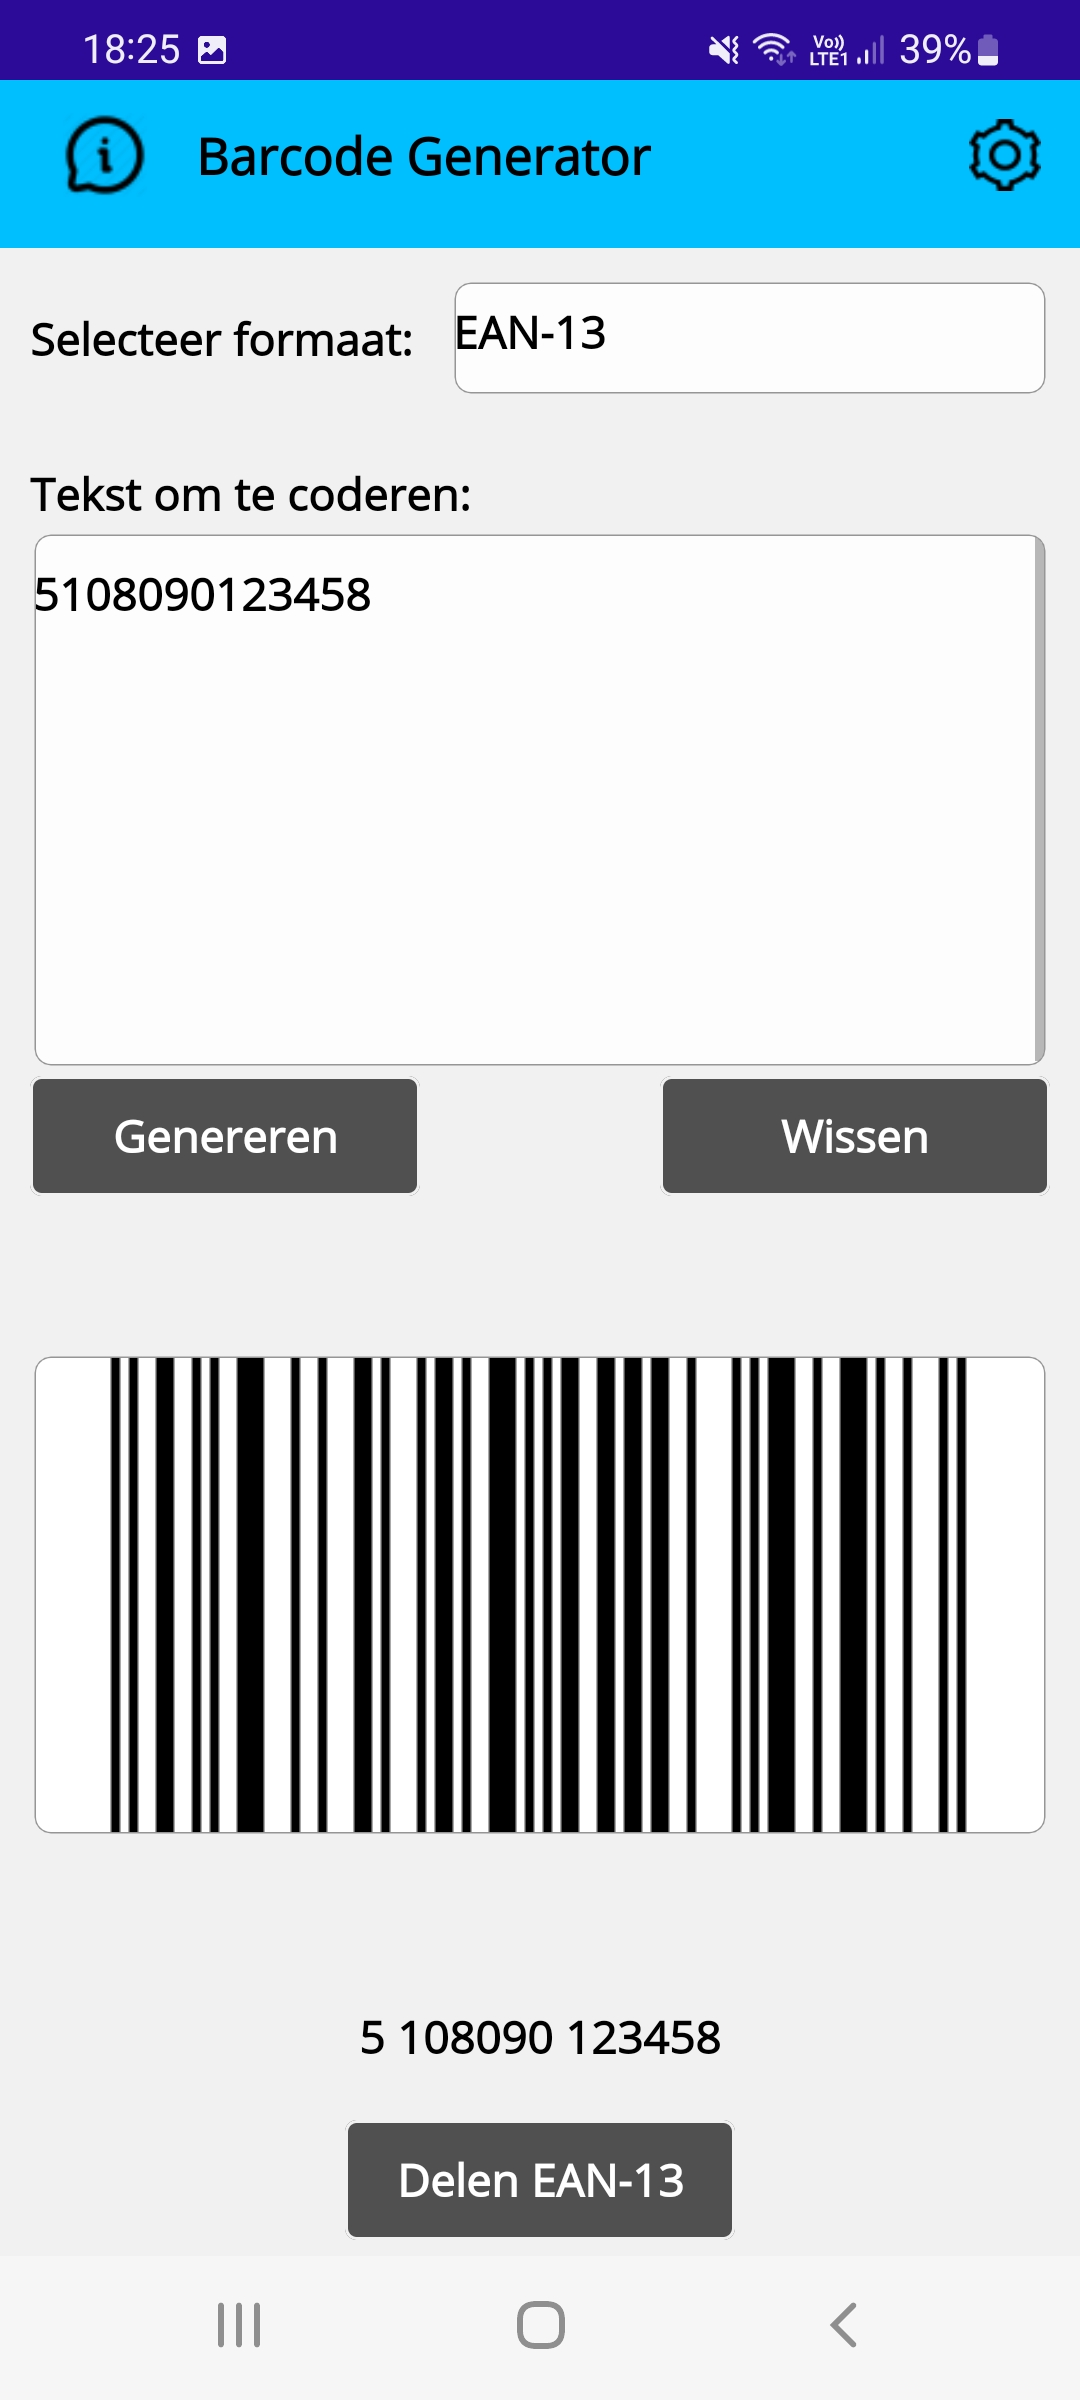 18:25 Vo)) LTE1 39%
Barcode Generator
Selecteer formaat: EAN-13
Tekst om te coderen:
5108090123458
Genereren Wissen
5 108090 123458
Delen EAN-13